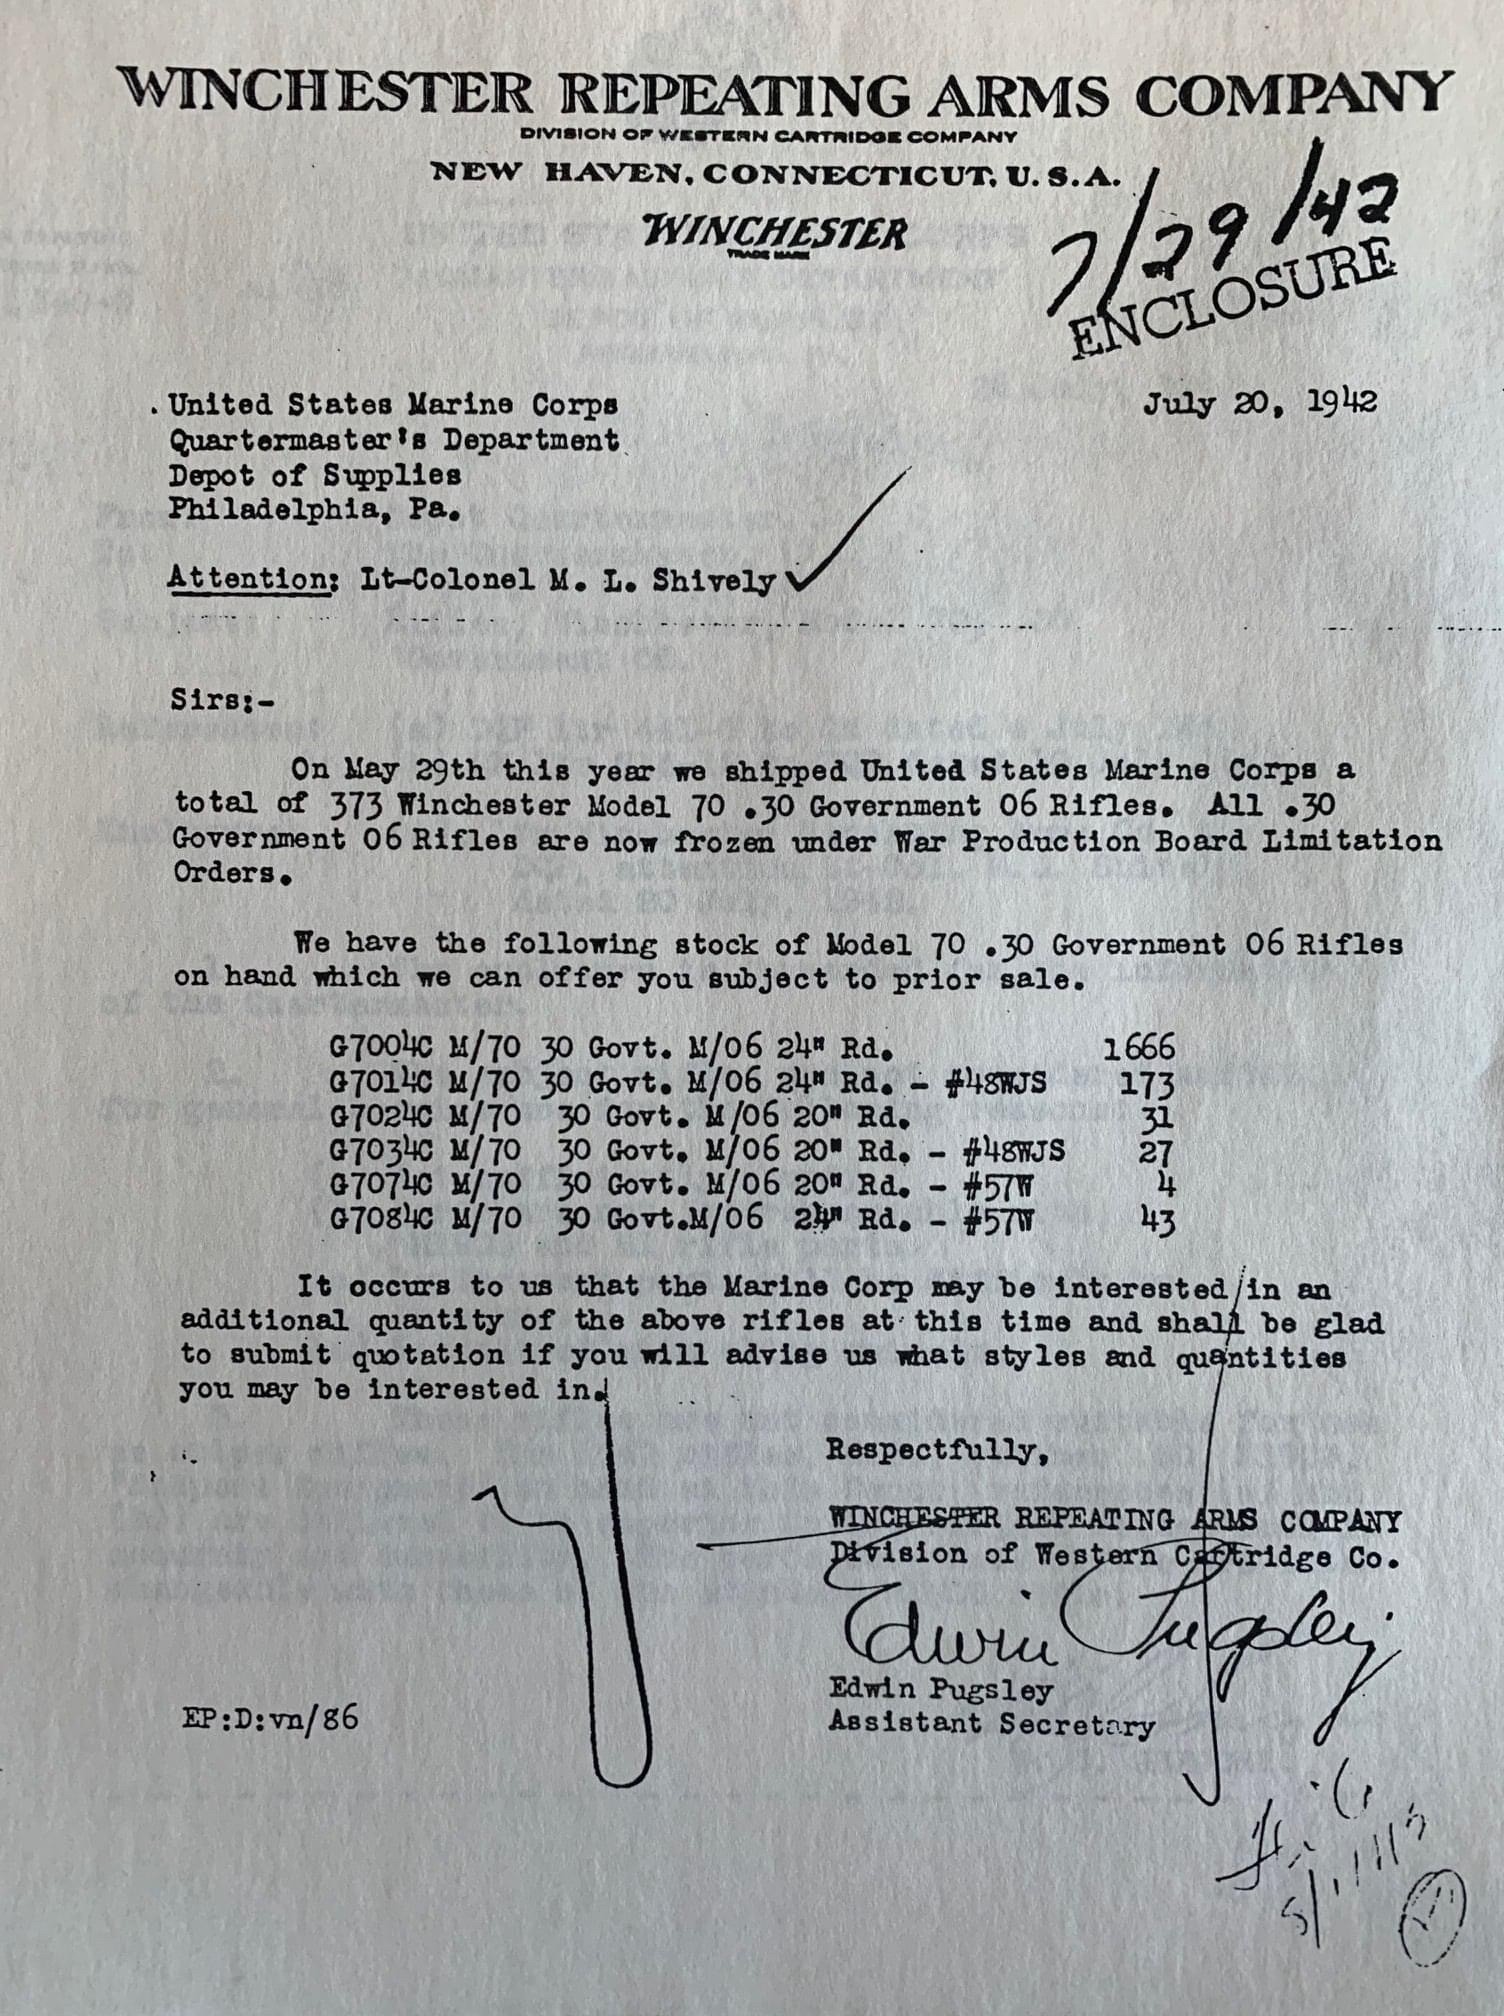 WINCHESTER REPEATING ARMS COMPANY
DIVISION OF WESTERN CARTRIDGE COMPANY
NEW HAVEN, CONNECTICUT, U.S.A.
WINCHESTER
TRADE MARK
7/29/42
ENCLOSURE
July 20, 1942
United States Marine Corps
Quartermaster's Department
Depot of Supplies
Philadelphia, Pa.
Attention: Lt-Colonel M. L. Shively
Sirs:-
On May 29th this year we shipped United States Marine Corps a
total of 373 Winchester Model 70 .30 Government 06 Rifles. All .30
Government 06 Rifles are now frozen under War Production Board Limitation
Orders.
We have the following stock of Model 70 .30 Government 06 Rifles
on hand which we can offer you subject to prior sale.
G7004C M/70 30 Govt. M/06 24" Rd. 1666
G7014C M/70 30 Govt. M/06 24" Rd. - #48WJS 173
G7024C M/70 30 Govt. M/06 20" Rd. 31
G7034C M/70 30 Govt. M/06 20" Rd. - #48WJS 27
G7074C M/70 30 Govt. M/06 20" Rd. - #57W 4
G7084C M/70 30 Govt.M/06 24" Rd. - #57W 43
It occurs to us that the Marine Corp may be interested in an
additional quantity of the above rifles at this time and shall be glad
to submit quotation if you will advise us what styles and quantities
you may be interested in.
Respectfully,
WINCHESTER REPEATING ARMS COMPANY
Division of Western Cartridge Co.
Edwin Pugsley
Edwin Pugsley
Assistant Secretary
EP:D:vn/86